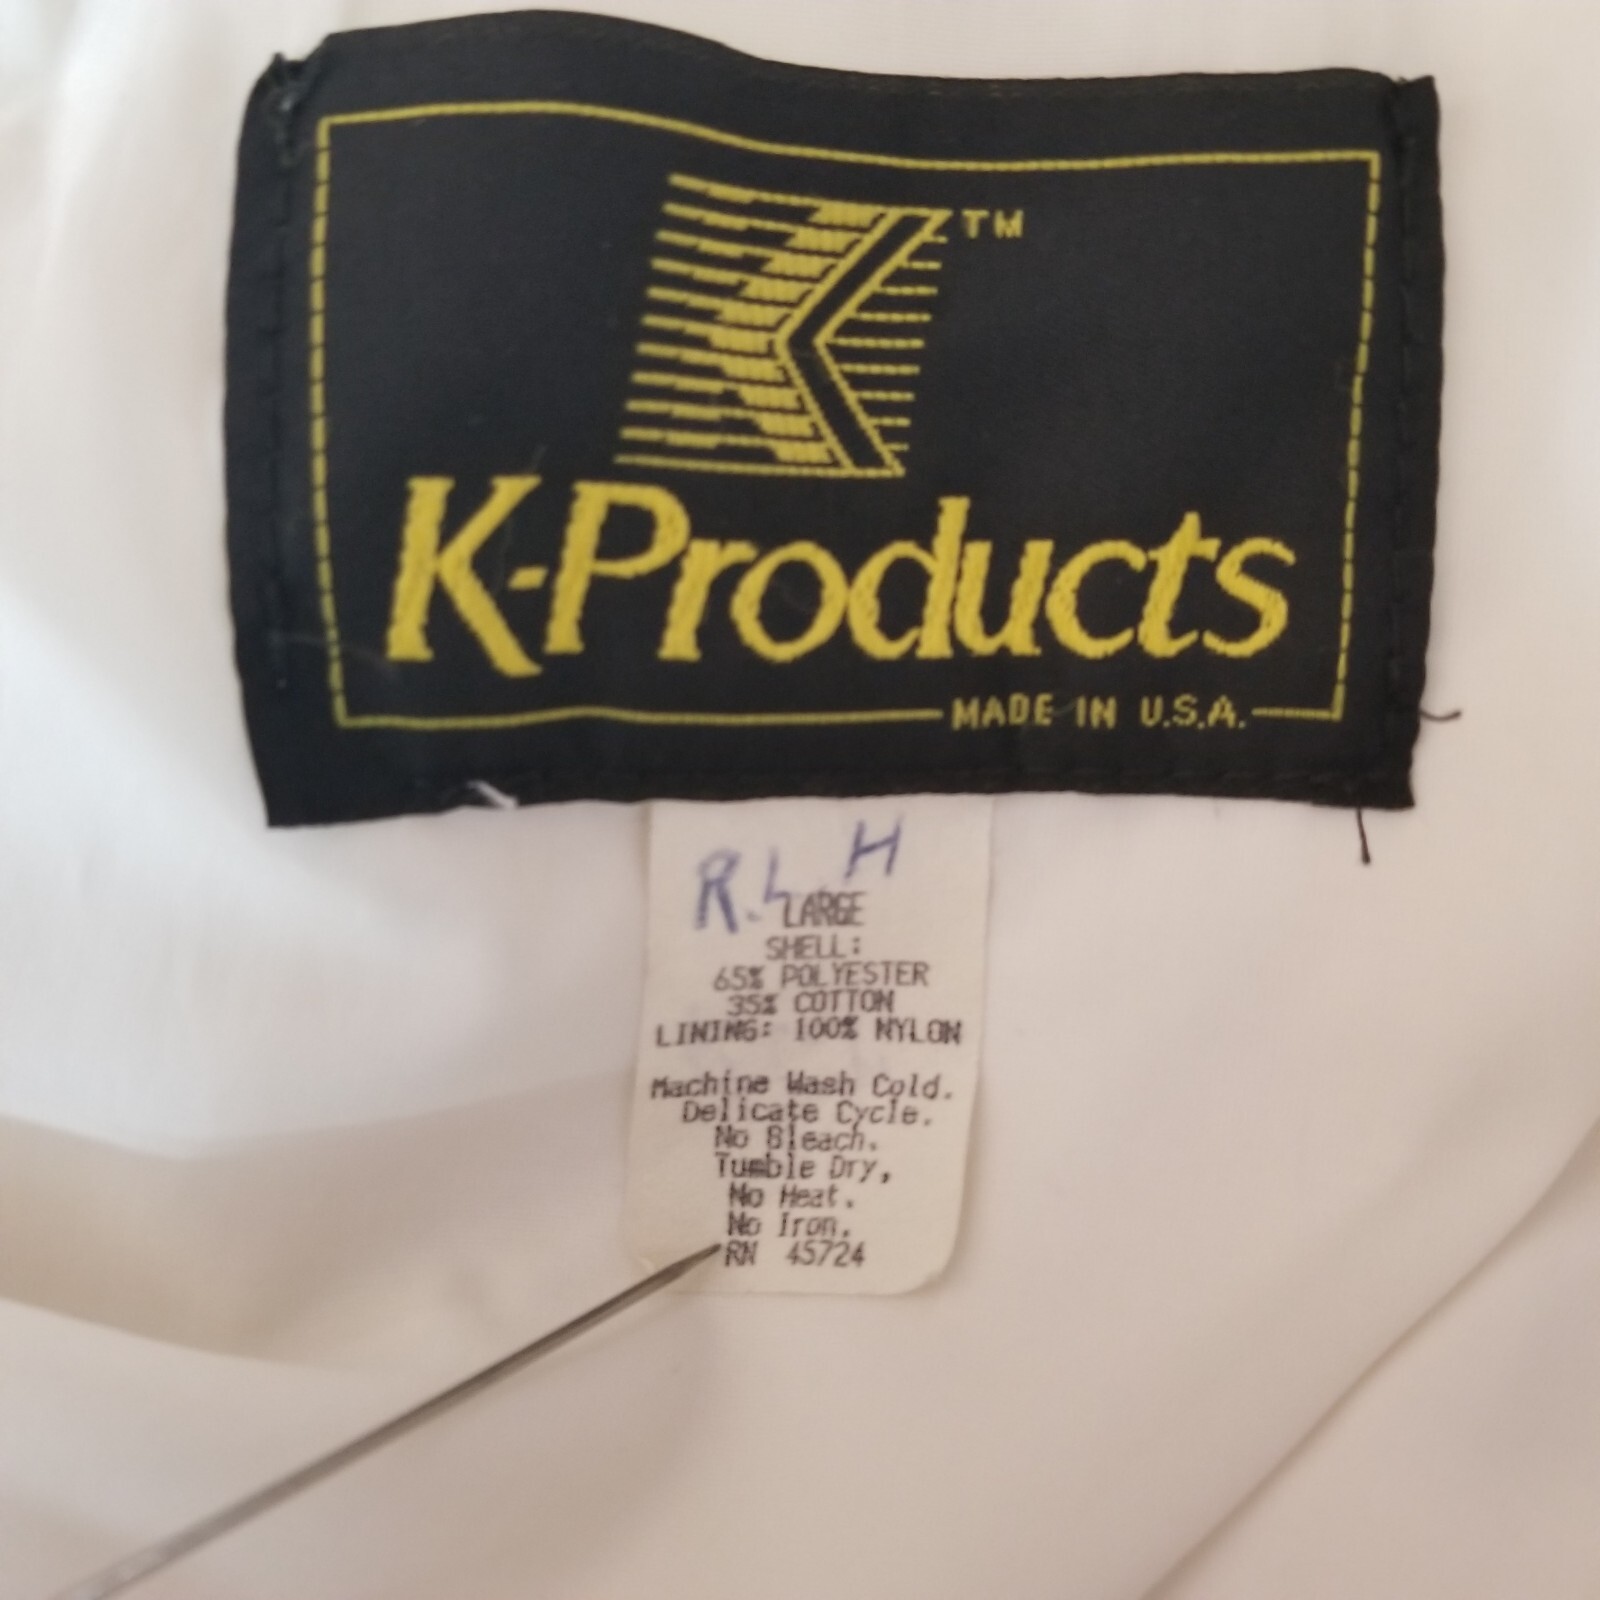 TM
K-Products
MADE IN U.S.A.
R.L.H
LARGE
SHELL:
65% POLYESTER
35% COTTON
LINING: 100% NYLON
Machine Wash Cold.
Delicate Cycle.
No Bleach.
Tumble Dry,
No Heat.
No Iron.
RN 45724